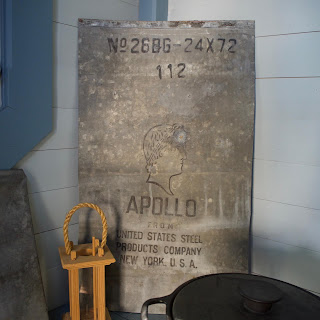 Nº26BG-24X72
112
APOLLO
FROM
UNITED STATES STEEL
PRODUCTS COMPANY
NEW YORK, U.S.A.